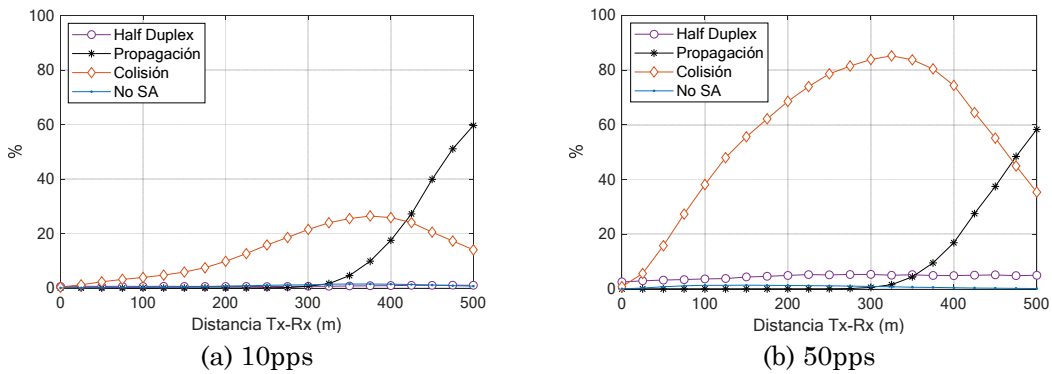 100
80
60
40
20
0
%
Half Duplex
Propagación
Colisión
No SA
0 100 200 300 400 500
Distancia Tx-Rx (m)
(a) 10pps
100
80
60
40
20
0
%
Half Duplex
Propagación
Colisión
No SA
0 100 200 300 400 500
Distancia Tx-Rx (m)
(b) 50pps